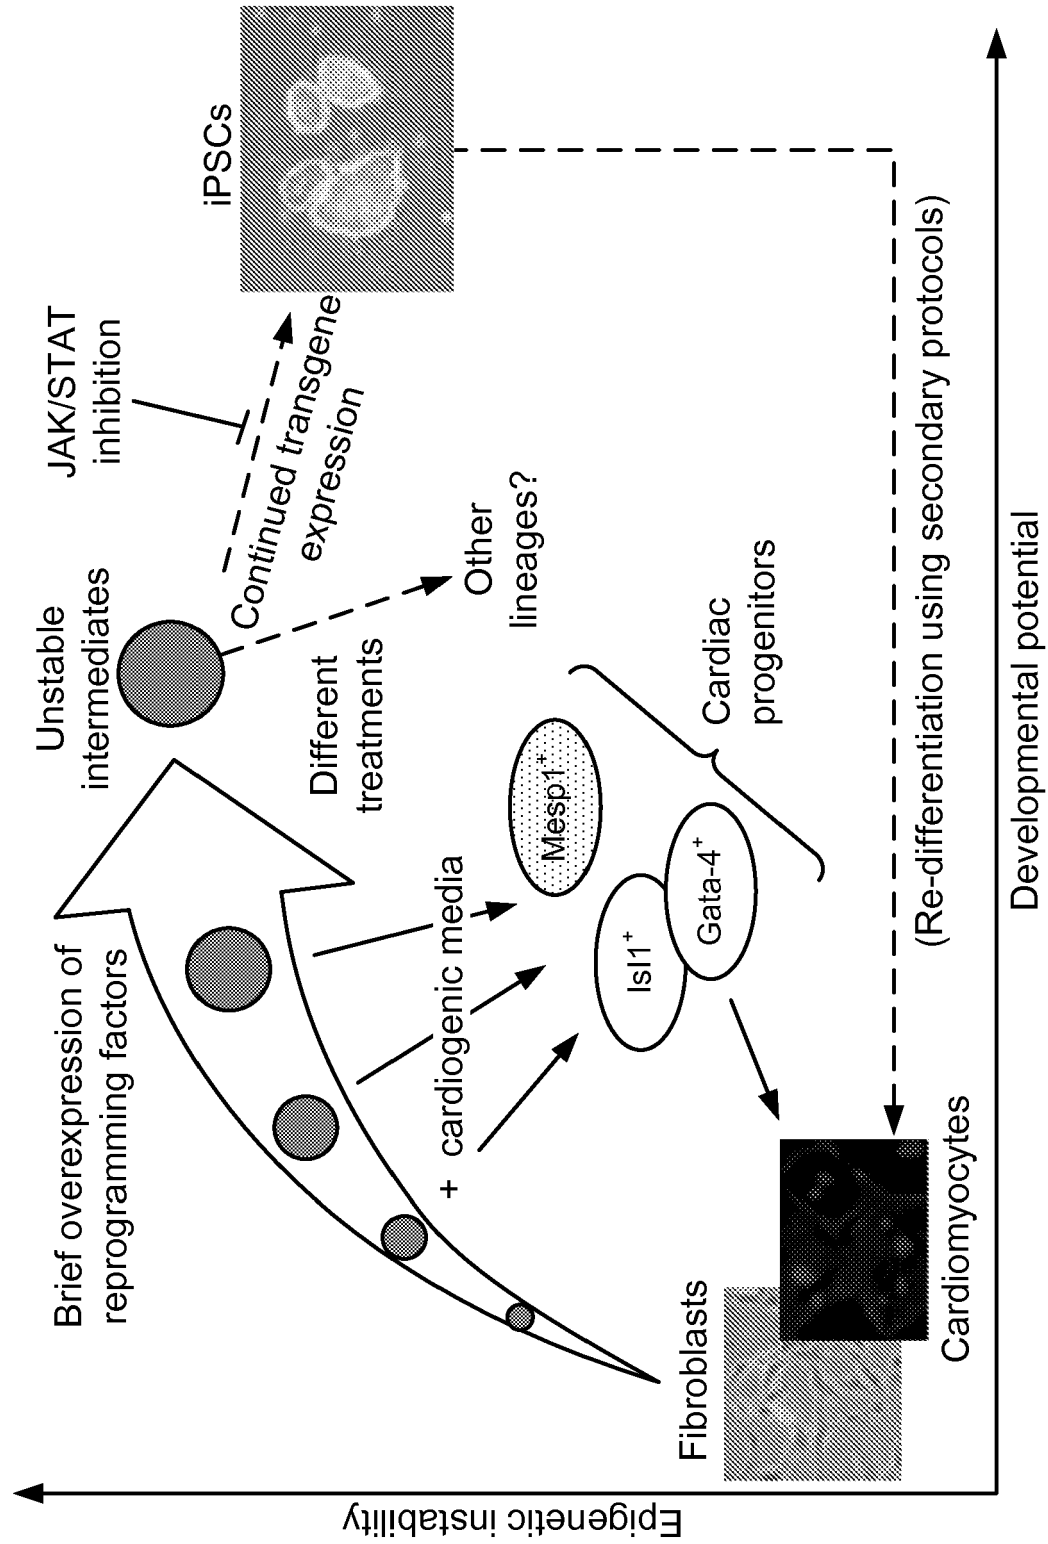 Brief overexpression of
reprogramming factors
Unstable
intermediates
JAK/STAT
inhibition
iPSCs
Continued transgene
expression
Different
treatments
Other
lineages?
+ cardiogenic media
Mesp1⁺
Isl1⁺
Gata-4⁺
Cardiac
progenitors
Fibroblasts
Cardiomyocytes
(Re-differentiation using secondary protocols)
Epigenetic instability
Developmental potential